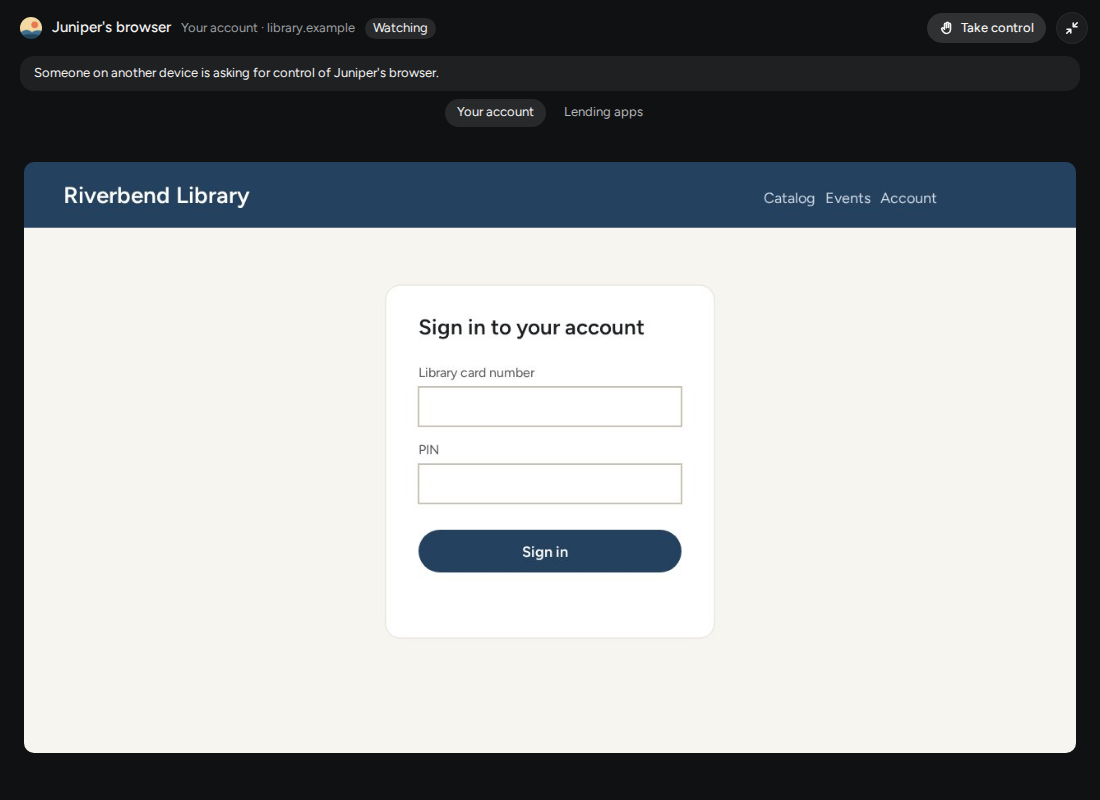 Juniper's browser Your account · library.example Watching Take control
Someone on another device is asking for control of Juniper's browser.
Your account Lending apps
Riverbend Library Catalog Events Account
Sign in to your account
Library card number
PIN
Sign in